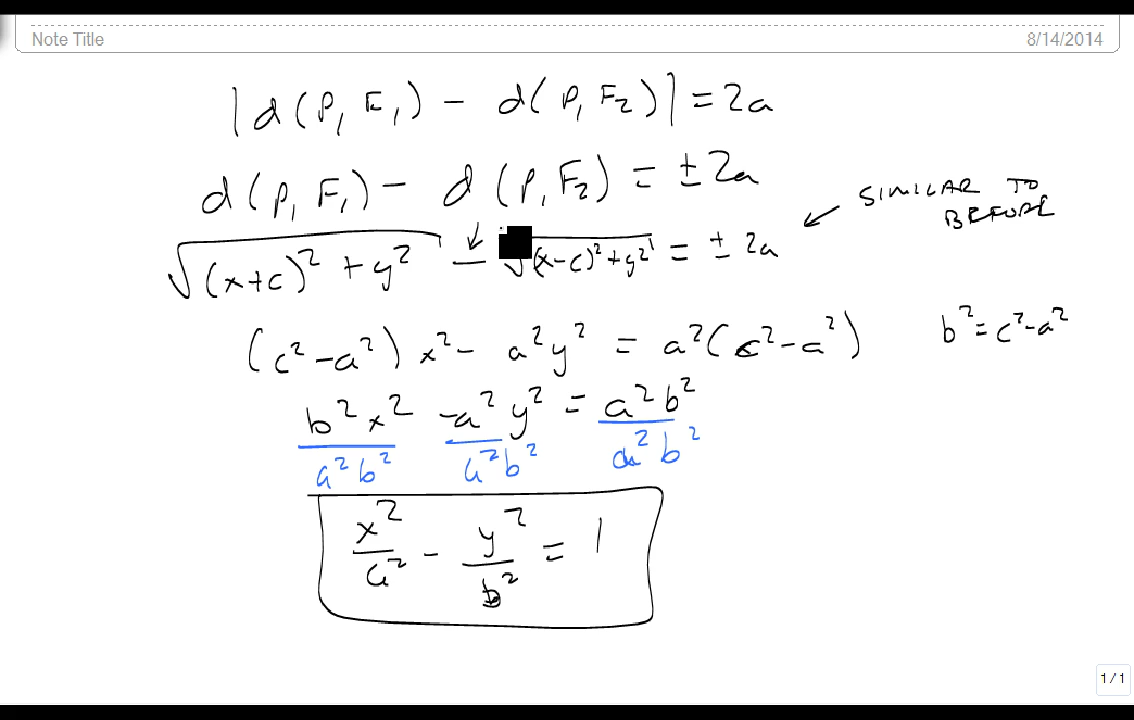 Note Title 8/14/2014
|d(P, F₁) - d(P, F₂)| = 2a
d(P, F₁) - d(P, F₂) = ± 2a
SIMILAR TO
BEFORE
√(x+c)² + y² - √(x-c)² + y² = ± 2a
(c² - a²) x² - a²y² = a²(c² - a²) b² = c² - a²
b²x² -a²y² = a²b²
a²b² a²b² a²b²
x²/a² - y²/b² = 1
1/1